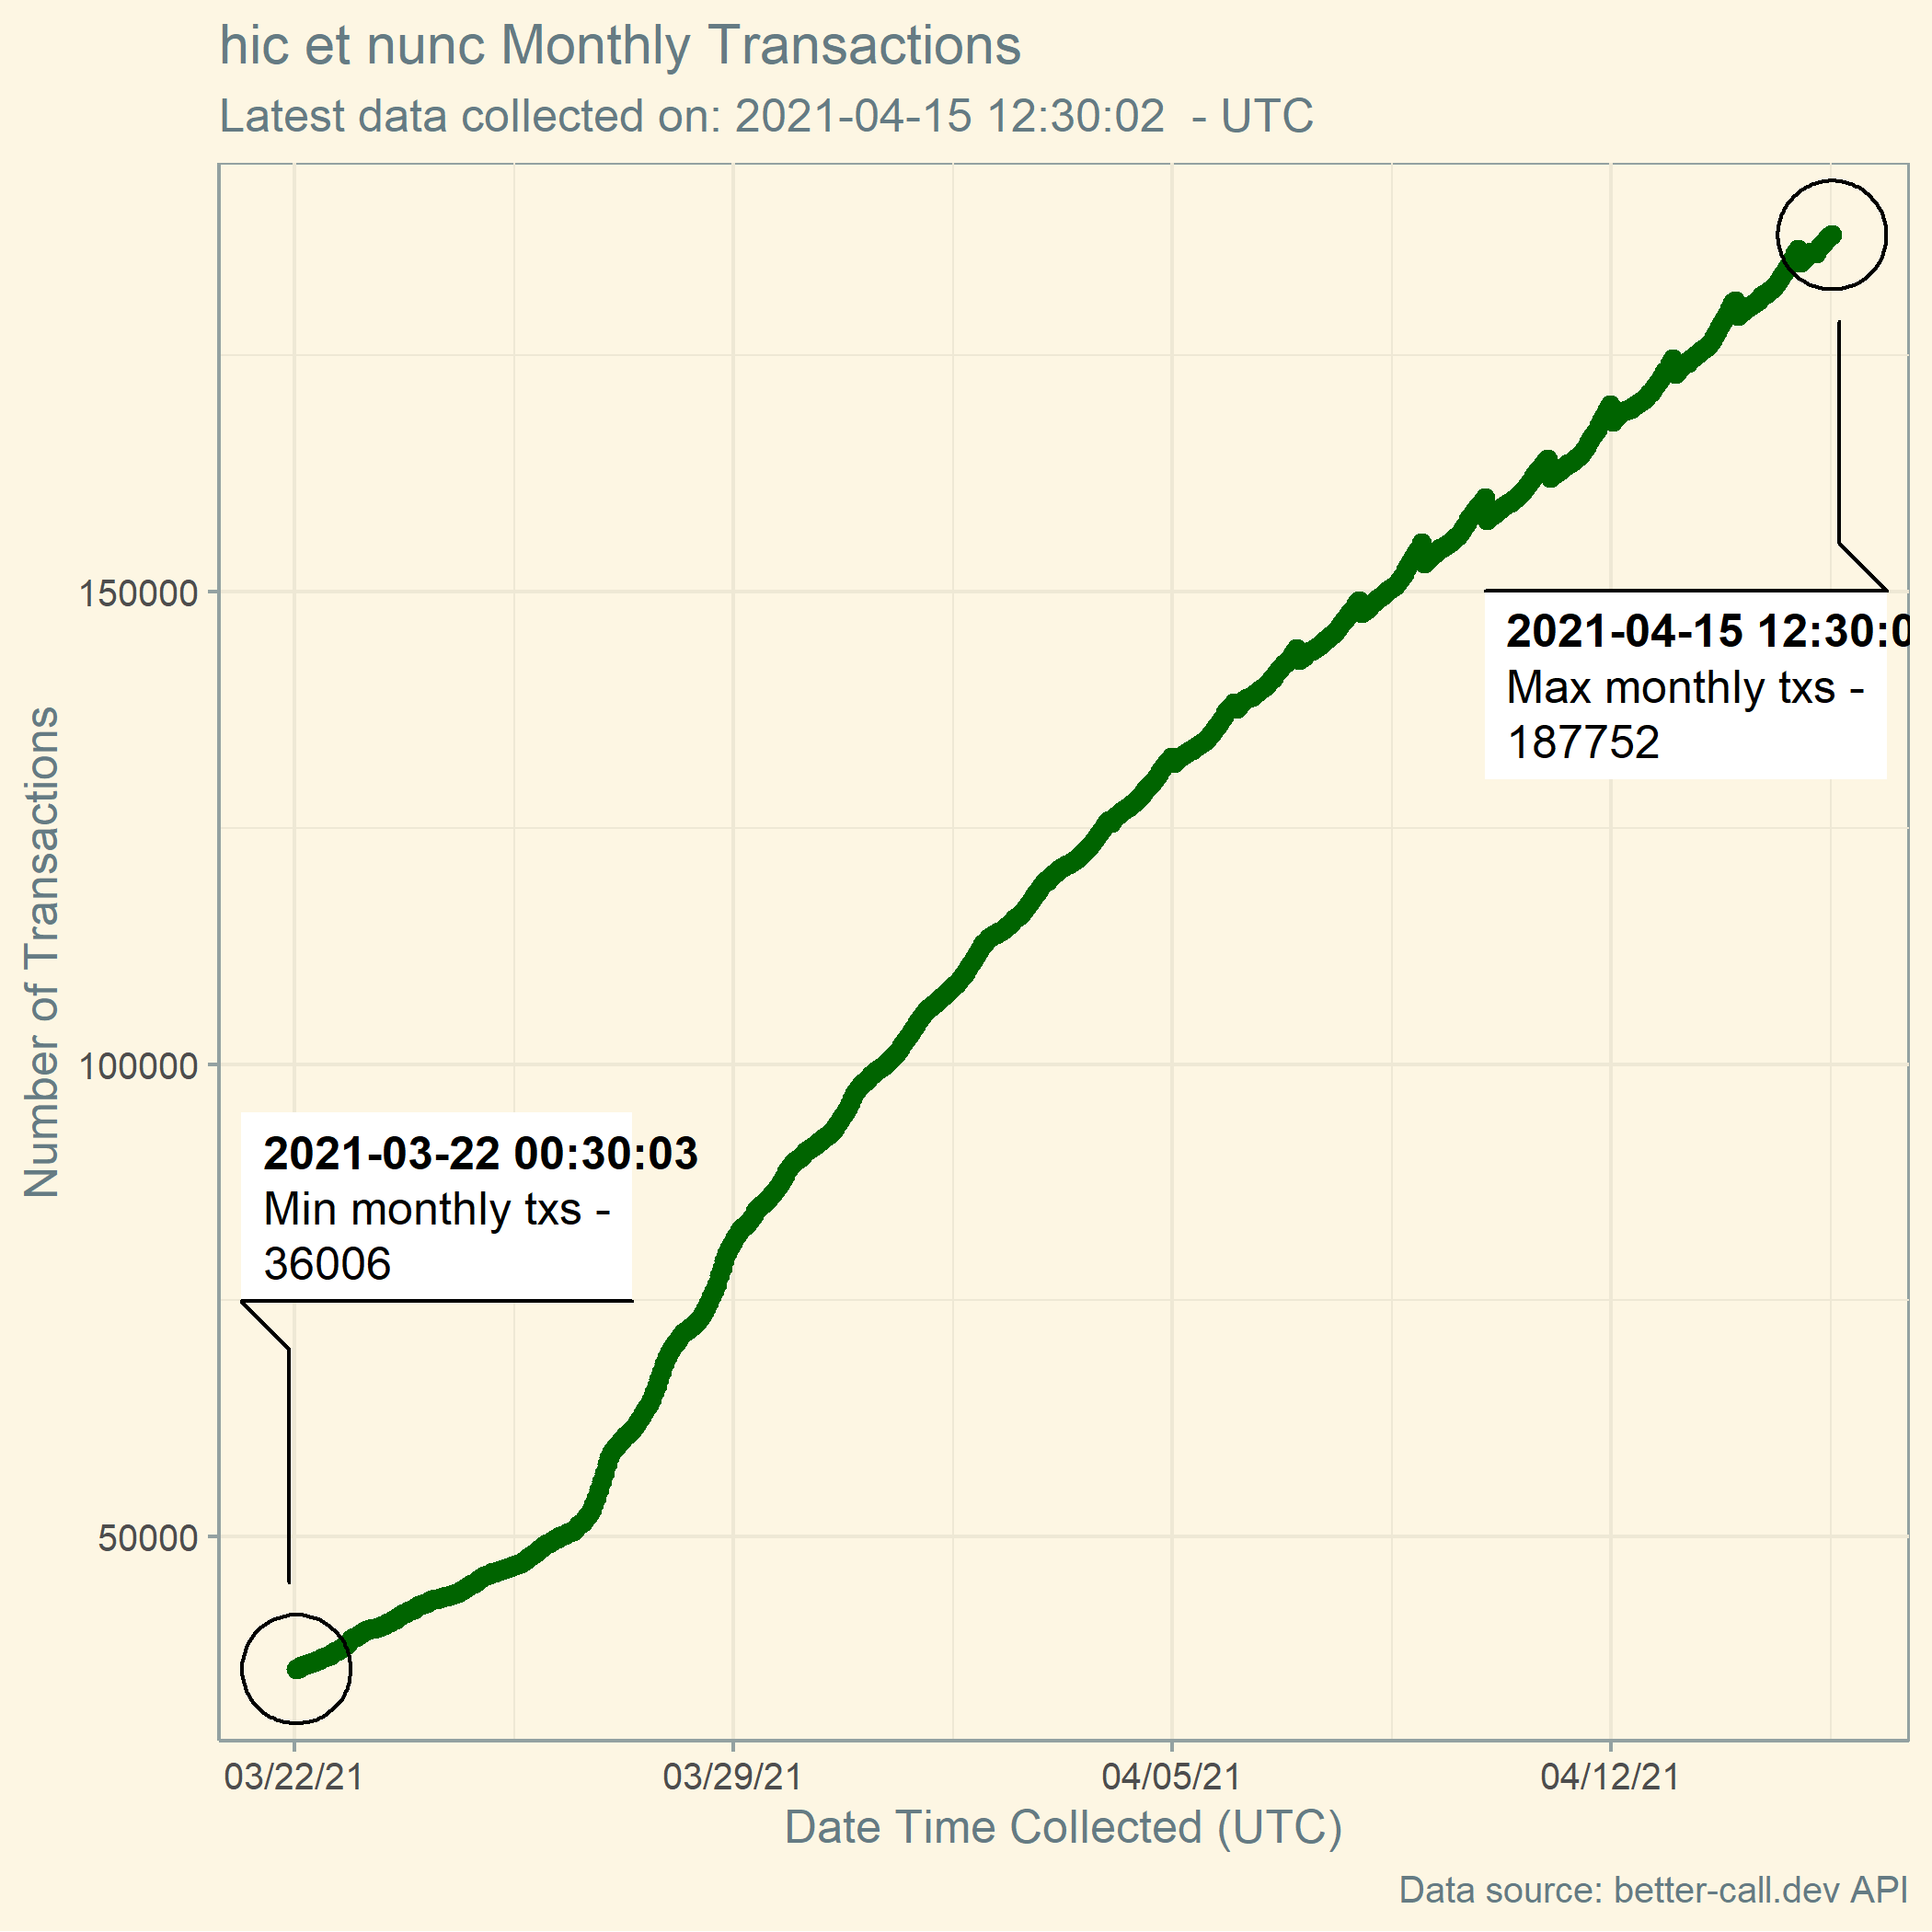 hic et nunc Monthly Transactions
Latest data collected on: 2021-04-15 12:30:02 - UTC
Number of Transactions
150000
100000
50000
2021-04-15 12:30:0
Max monthly txs -
187752
2021-03-22 00:30:03
Min monthly txs -
36006
03/22/21
03/29/21
04/05/21
04/12/21
Date Time Collected (UTC)
Data source: better-call.dev API